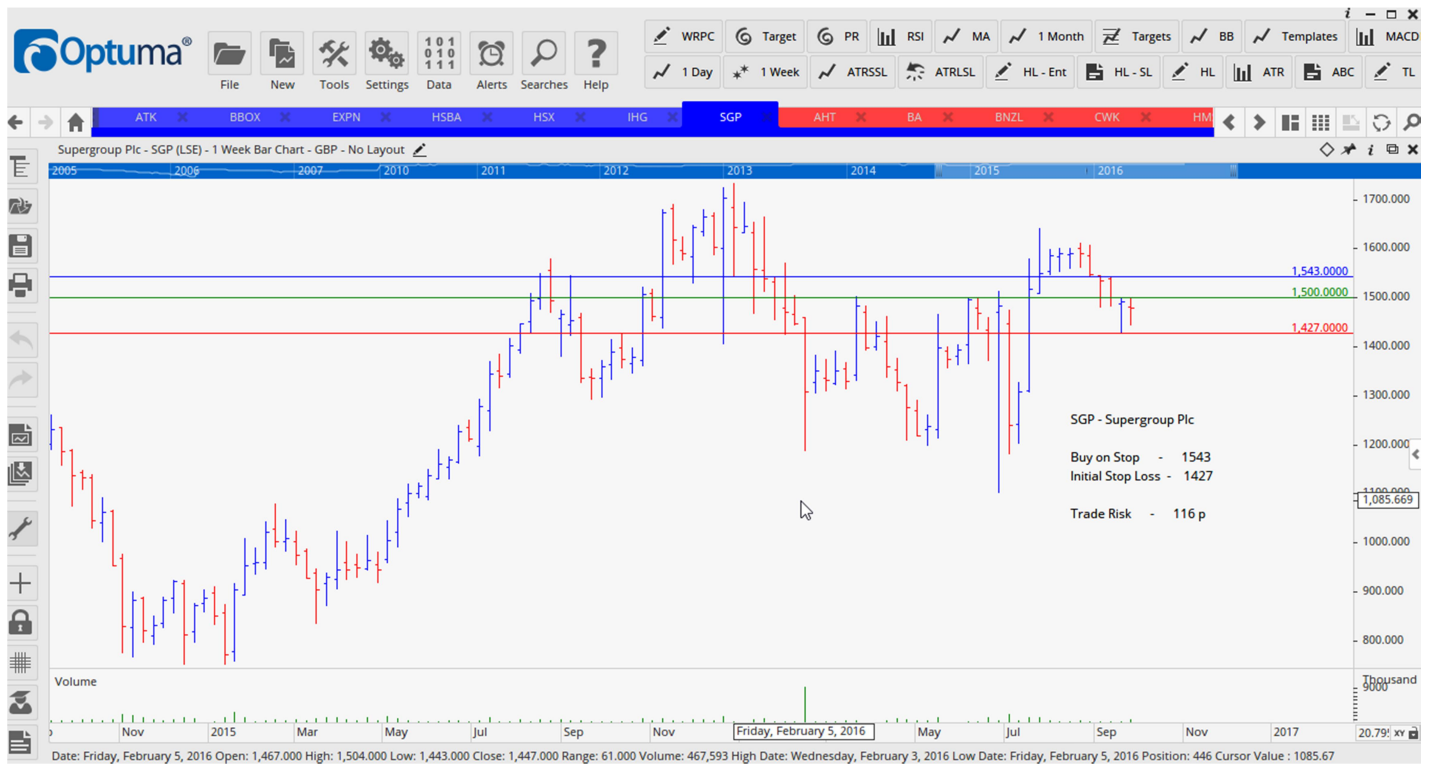 Optuma®
File New Tools Settings Data Alerts Searches Help
WRPC Target PR RSI MA 1 Month Targets BB Templates MACD
1 Day 1 Week ATRSSL ATRLSL HL - Ent HL - SL HL ATR ABC TL
ATK BBOX EXPN HSBA HSX IHG SGP AHT BA BNZL CWK HM
Supergroup Plc - SGP (LSE) - 1 Week Bar Chart - GBP - No Layout
2005 2006 2007 2010 2011 2012 2013 2014 2015 2016
1700.000
1600.000
1,543.0000
1,500.0000
1500.000
1,427.0000
1400.000
1300.000
SGP - Supergroup Plc
1200.000
Buy on Stop - 1543
Initial Stop Loss - 1427
1100.000
1,085.669
Trade Risk - 116 p
1000.000
900.000
800.000
Volume
Thousand
9000
Nov 2015 Mar May Jul Sep Nov Friday, February 5, 2016 May Jul Sep Nov 2017 XY
Date: Friday, February 5, 2016 Open: 1,467.000 High: 1,504.000 Low: 1,443.000 Close: 1,447.000 Range: 61.000 Volume: 467,593 High Date: Wednesday, February 3, 2016 Low Date: Friday, February 5, 2016 Position: 446 Cursor Value : 1085.67